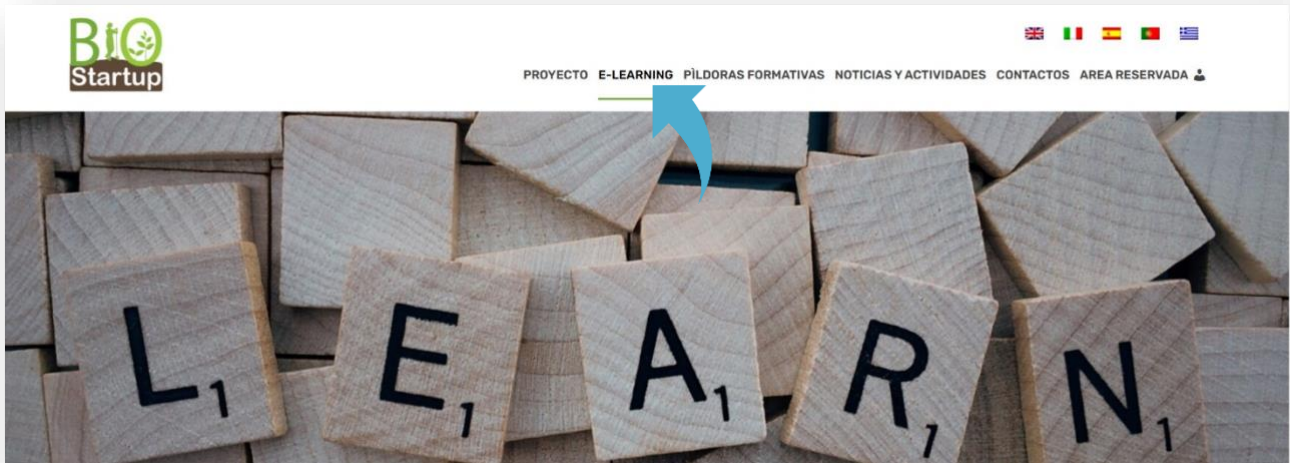 BiO
Startup
PROYECTO E-LEARNING PÌLDORAS FORMATIVAS NOTICIAS Y ACTIVIDADES CONTACTOS AREA RESERVADA
L1 E1 A1 R1 N1